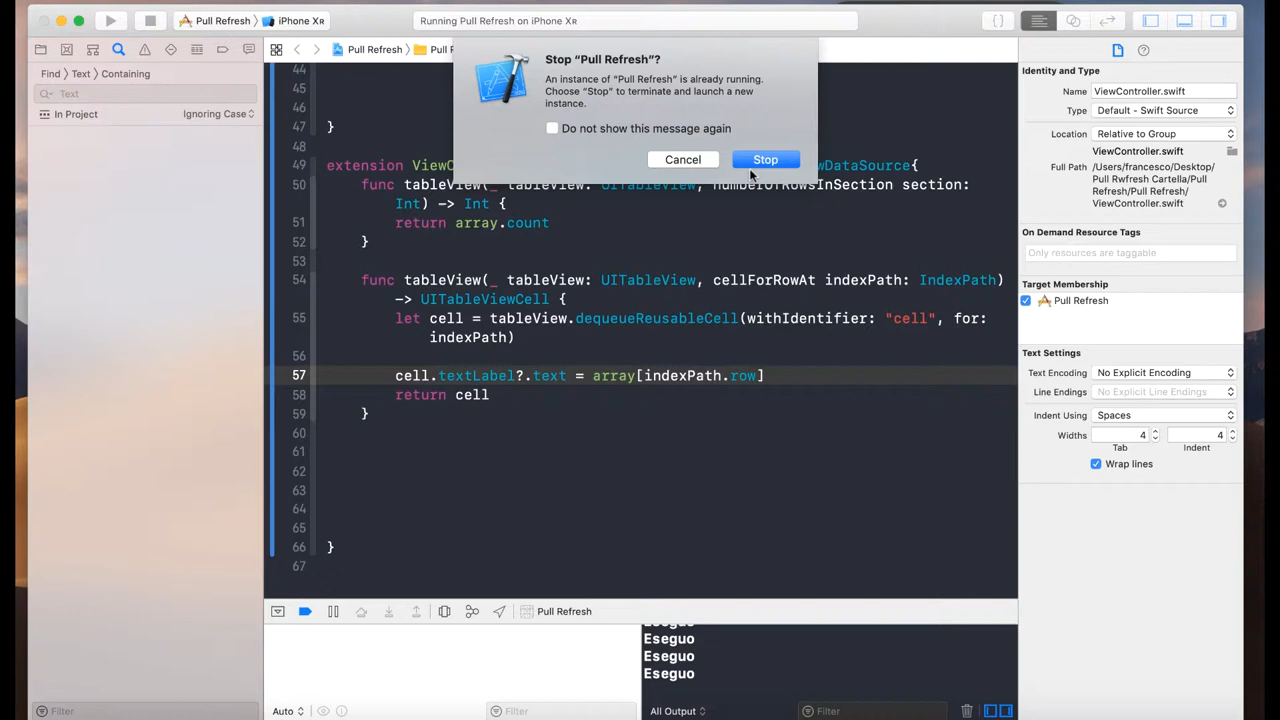 Pull Refresh
iPhone Xʀ
Running Pull Refresh on iPhone Xʀ
Find Text Containing
Text
In Project
Ignoring Case
Pull Refresh
Stop “Pull Refresh”?
An instance of “Pull Refresh” is already running.
Choose “Stop” to terminate and launch a new
instance.
Do not show this message again
Cancel
Stop
44
45
46
47 }
48
49 extension
50 func tableView(_ tableView: UITableView, numberOfRowsInSection section:
Int) -> Int {
51 return array.count
52 }
53
54 func tableView(_ tableView: UITableView, cellForRowAt indexPath: IndexPath)
-> UITableViewCell {
55 let cell = tableView.dequeueReusableCell(withIdentifier: "cell", for:
indexPath)
56
57 cell.textLabel?.text = array[indexPath.row]
58 return cell
59 }
60
61
62
63
64
65
66 }
67
Pull Refresh
Eseguo
Eseguo
Eseguo
Eseguo
Filter
Auto
Filter
All Output
Filter
Identity and Type
Name ViewController.swift
Type Default - Swift Source
Location Relative to Group
ViewController.swift
Full Path /Users/francesco/Desktop/
Pull Rwfresh Cartella/Pull
Refresh/Pull Refresh/
ViewController.swift
On Demand Resource Tags
Only resources are taggable
Target Membership
Pull Refresh
Text Settings
Text Encoding No Explicit Encoding
Line Endings No Explicit Line Endings
Indent Using Spaces
Widths 4 4
Tab Indent
Wrap lines